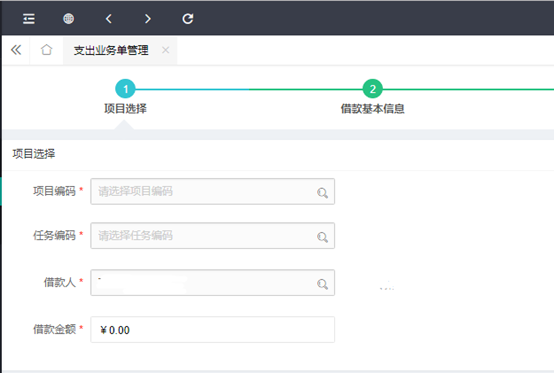 支出业务单管理
1
2
项目选择
借款基本信息
项目选择
项目编码 * 请选择项目编码
任务编码 * 请选择任务编码
借款人 *
借款金额 * ￥0.00